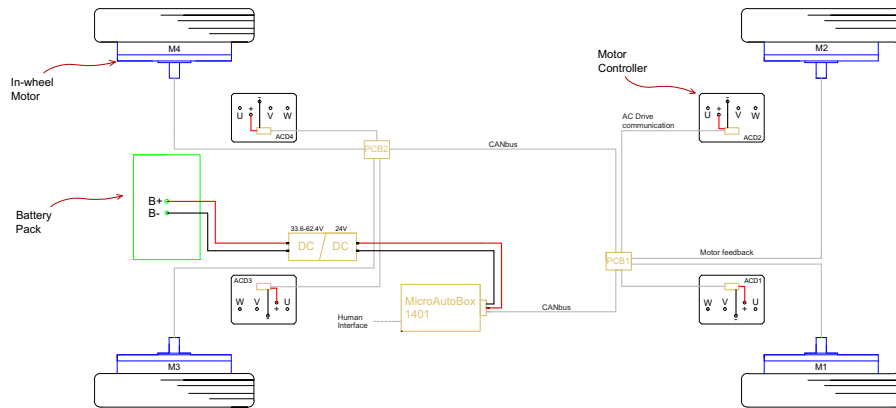 M4
M2
In-wheel
Motor
Motor
Controller
U + - V W
ACD4
U + - V W
ACD2
AC Drive
communication
PCB2
CANbus
B+
B-
Battery
Pack
33.6-62.4V 24V
DC / DC
Motor feedback
PCB1
ACD3
W V - + U
ACD1
W V - + U
MicroAutoBox
1401
CANbus
Human
Interface
M3
M1